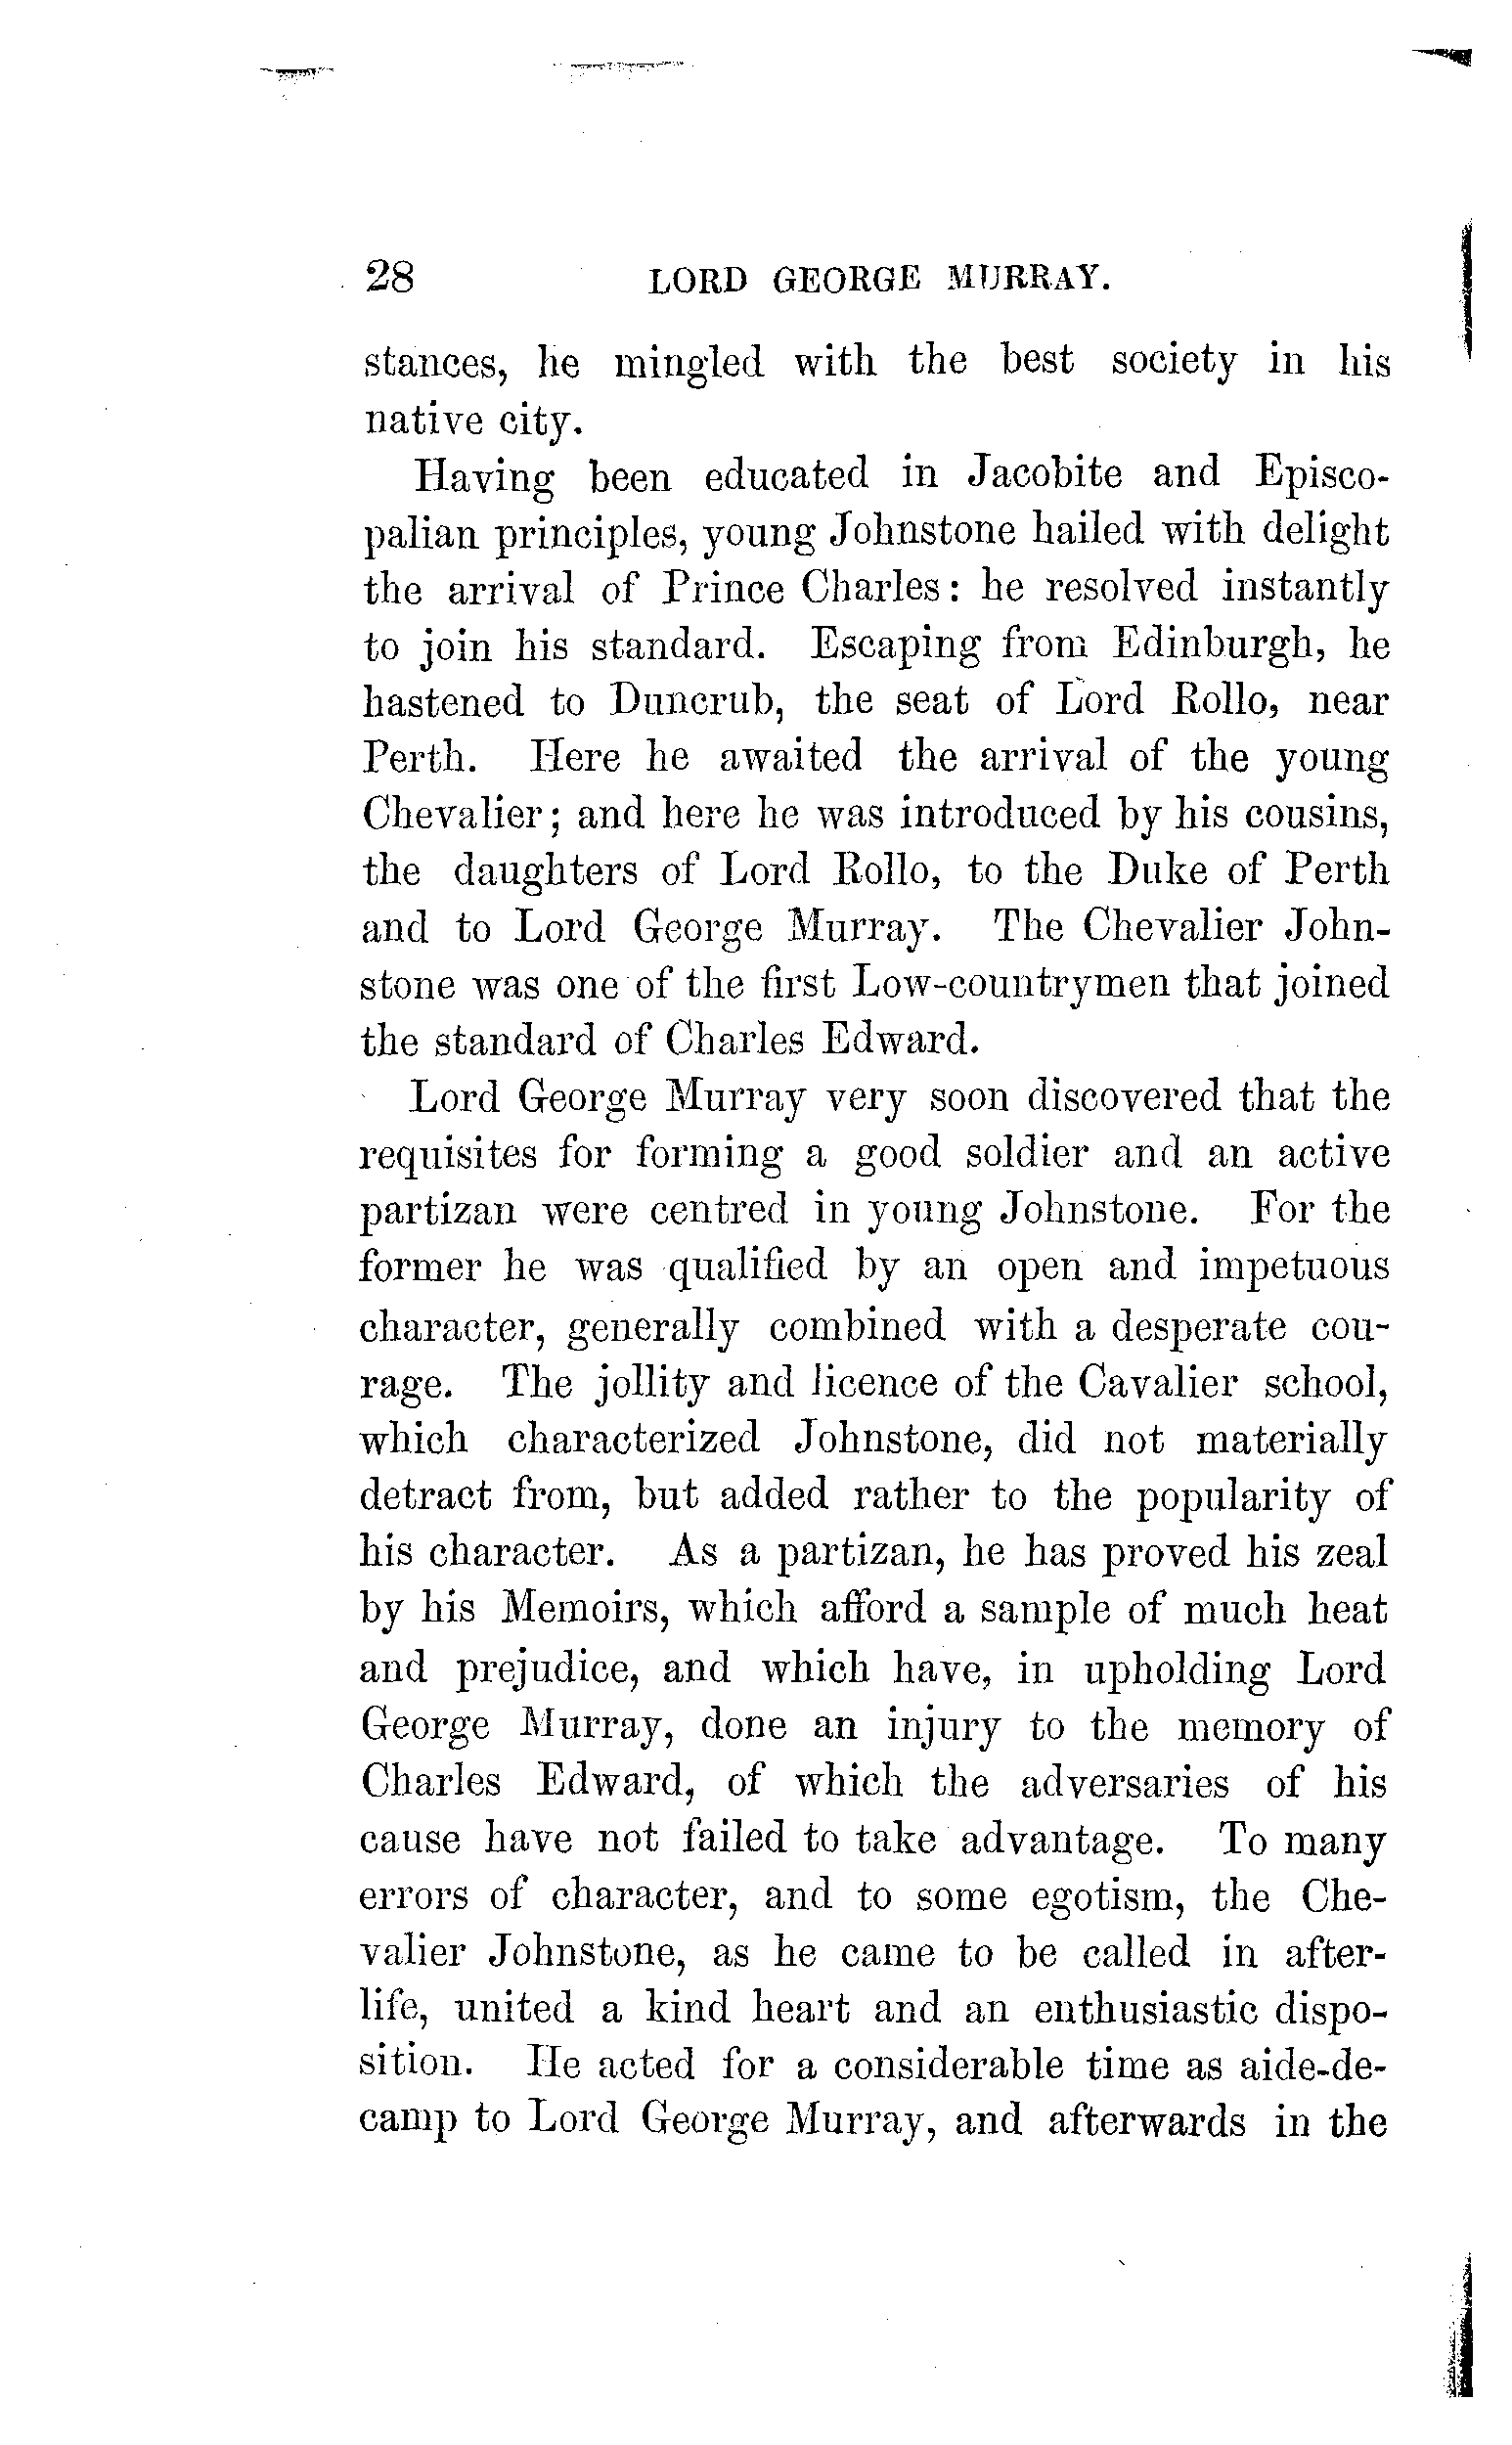 28 LORD GEORGE MURRAY.
stances, he mingled with the best society in his
native city.
Having been educated in Jacobite and Episco-
palian principles, young Johnstone hailed with delight
the arrival of Prince Charles: he resolved instantly
to join his standard. Escaping from Edinburgh, he
hastened to Duncrub, the seat of Lord Rollo, near
Perth. Here he awaited the arrival of the young
Chevalier; and here he was introduced by his cousins,
the daughters of Lord Rollo, to the Duke of Perth
and to Lord George Murray. The Chevalier John-
stone was one of the first Low-countrymen that joined
the standard of Charles Edward.
Lord George Murray very soon discovered that the
requisites for forming a good soldier and an active
partizan were centred in young Johnstone. For the
former he was qualified by an open and impetuous
character, generally combined with a desperate cou-
rage. The jollity and licence of the Cavalier school,
which characterized Johnstone, did not materially
detract from, but added rather to the popularity of
his character. As a partizan, he has proved his zeal
by his Memoirs, which afford a sample of much heat
and prejudice, and which have, in upholding Lord
George Murray, done an injury to the memory of
Charles Edward, of which the adversaries of his
cause have not failed to take advantage. To many
errors of character, and to some egotism, the Che-
valier Johnstone, as he came to be called in after-
life, united a kind heart and an enthusiastic dispo-
sition. He acted for a considerable time as aide-de-
camp to Lord George Murray, and afterwards in the